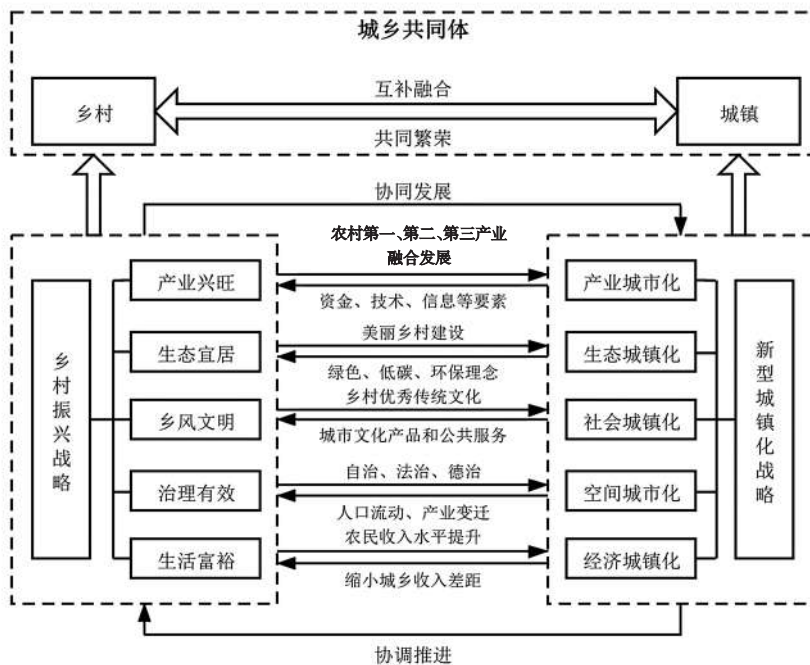 城乡共同体
乡村
互补融合
城镇
共同繁荣
协同发展
农村第一、第二、第三产业
融合发展
产业兴旺
产业城市化
资金、技术、信息等要素
美丽乡村建设
生态宜居
生态城镇化
绿色、低碳、环保理念
乡村优秀传统文化
乡村振兴战略
乡风文明
社会城镇化
新型城镇化战略
城市文化产品和公共服务
自治、法治、德治
治理有效
空间城市化
人口流动、产业变迁
农民收入水平提升
生活富裕
经济城镇化
缩小城乡收入差距
协调推进